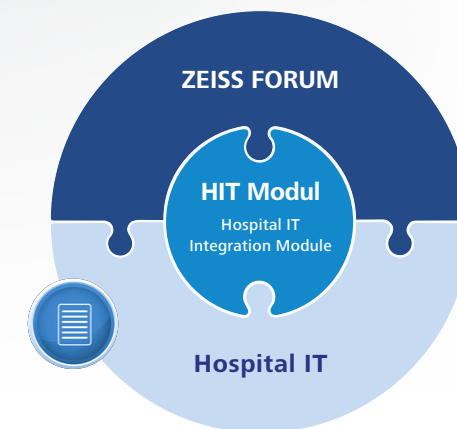 ZEISS FORUM
HIT Modul
Hospital IT
Integration Module
Hospital IT